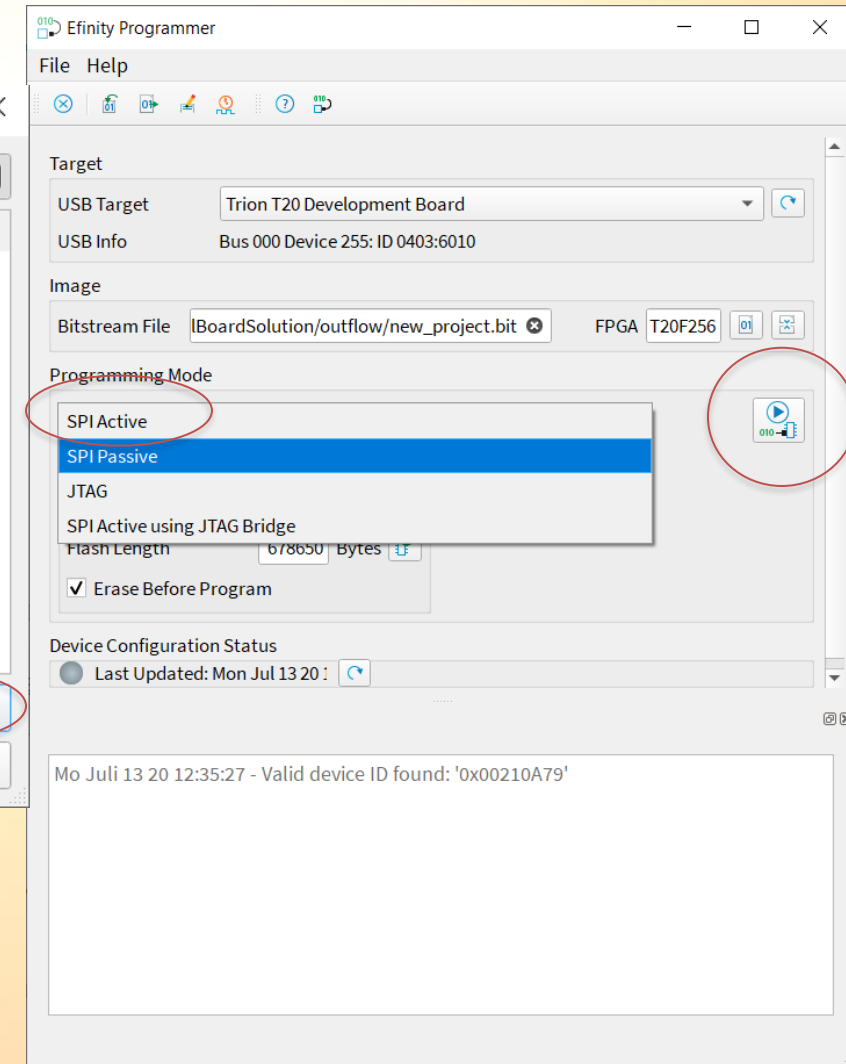 Efinity Programmer
File Help
Target
USB Target Trion T20 Development Board
USB Info Bus 000 Device 255: ID 0403:6010
Image
Bitstream File lBoardSolution/outflow/new_project.bit FPGA T20F256
Programming Mode
SPI Active
SPI Passive
JTAG
SPI Active using JTAG Bridge
Flash Length 678650 Bytes
Erase Before Program
Device Configuration Status
Last Updated: Mon Jul 13 20 1
Mo Juli 13 20 12:35:27 - Valid device ID found: '0x00210A79'